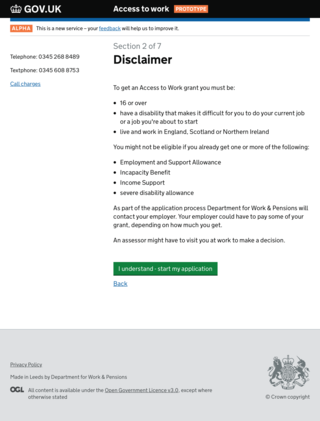 GOV.UK
Access to work PROTOTYPE
ALPHA This is a new service – your feedback will help us to improve it.
Telephone: 0345 268 8489
Textphone: 0345 608 8753
Call charges
Section 2 of 7
Disclaimer
To get an Access to Work grant you must be:
• 16 or over
• have a disability that makes it difficult for you to do your current job
or a job you're about to start
• live and work in England, Scotland or Northern Ireland
You might not be eligible if you already get one or more of the following:
• Employment and Support Allowance
• Incapacity Benefit
• Income Support
• severe disability allowance
As part of the application process Department for Work & Pensions will
contact your employer. Your employer could have to pay some of your
grant, depending on how much you get.
An assessor might have to visit you at work to make a decision.
I understand - start my application
Back
Privacy Policy
Made in Leeds by Department for Work & Pensions
OGL All content is available under the Open Government Licence v3.0, except where
otherwise stated
© Crown copyright